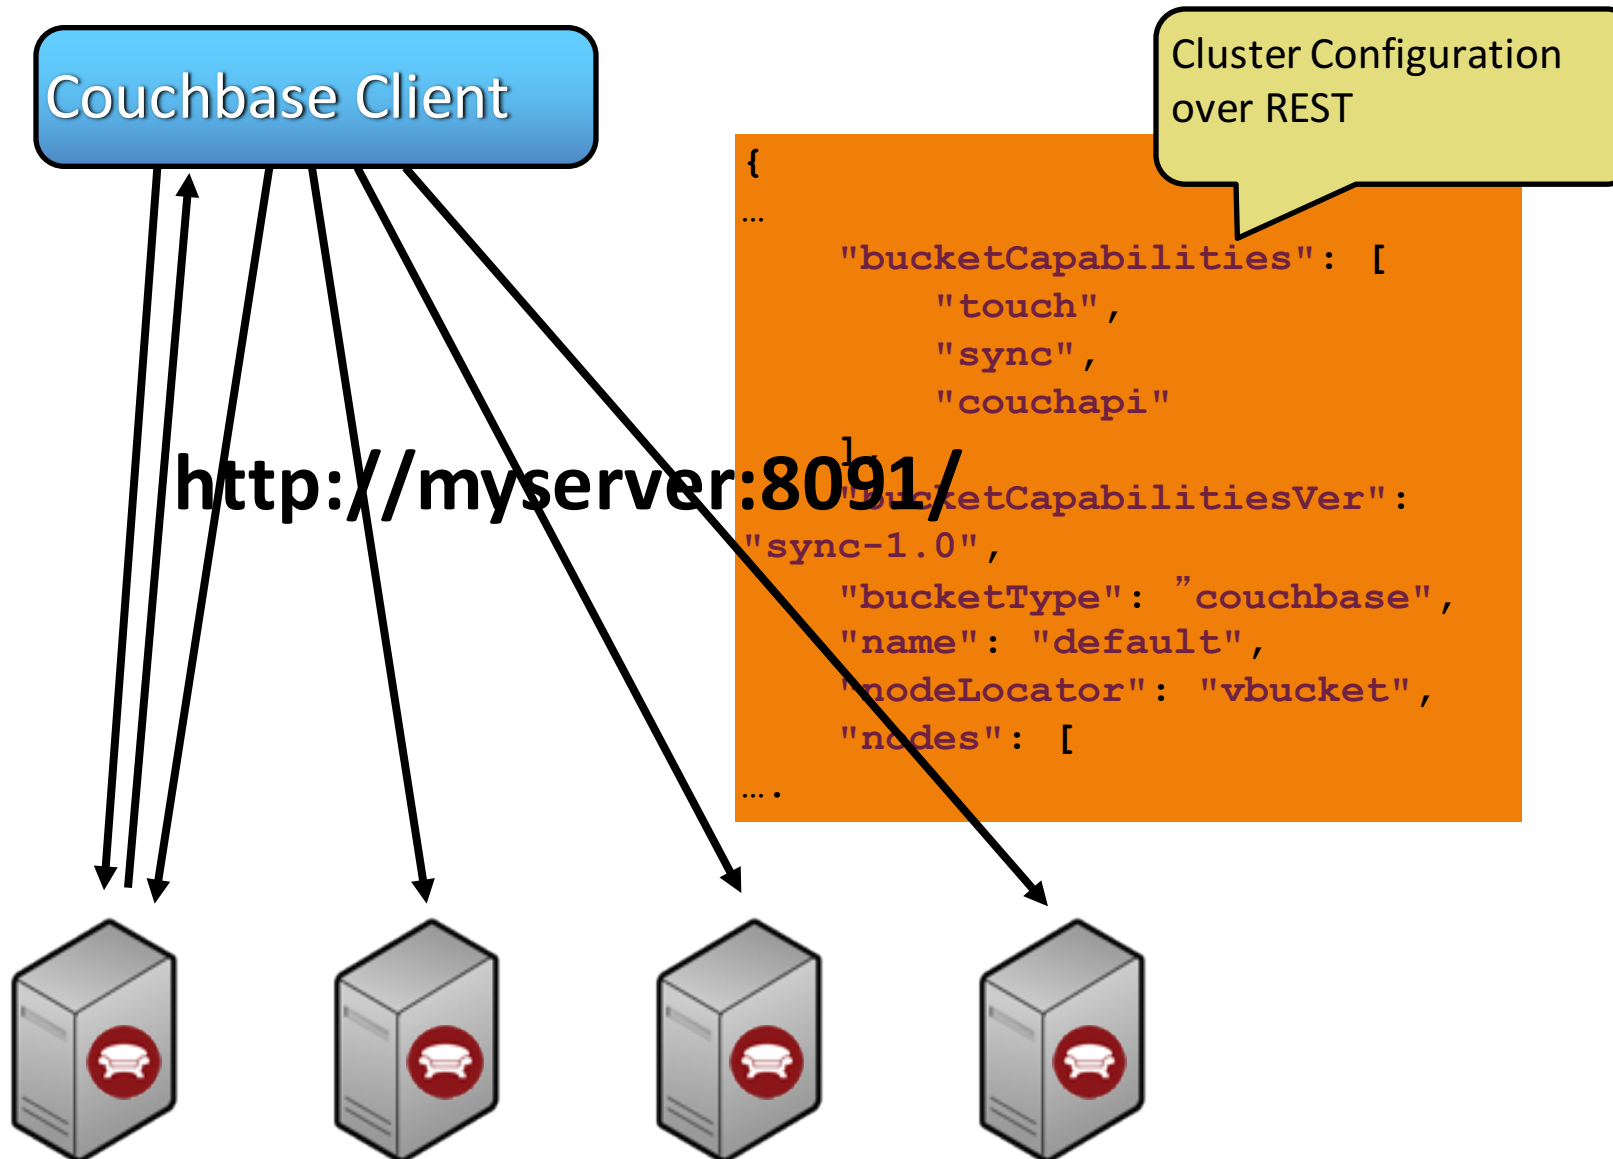 Couchbase Client
Cluster Configuration
over REST
{
…
"bucketCapabilities": [
"touch",
"sync",
"couchapi"
],
http://myserver:8091/
"bucketCapabilitiesVer":
"sync-1.0",
"bucketType": ”couchbase",
"name": "default",
"nodeLocator": "vbucket",
"nodes": [
….